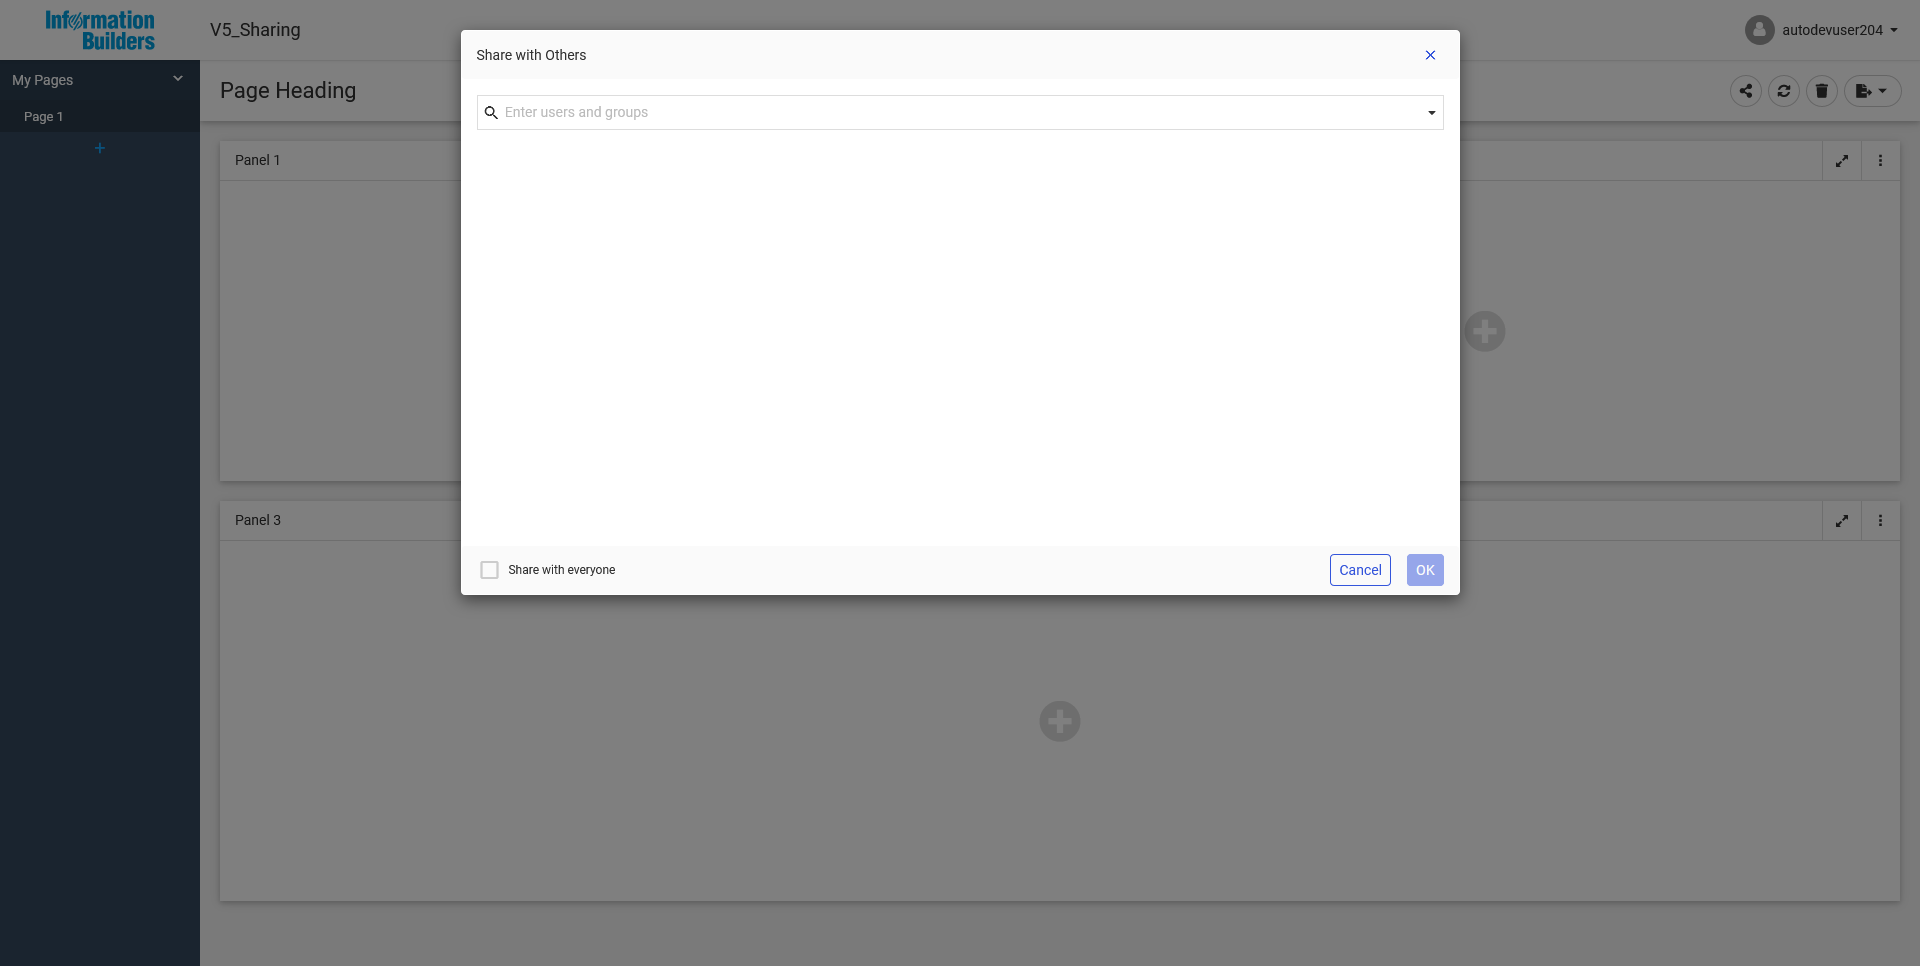 Information
Builders
V5_Sharing
autodevuser204
My Pages
Page 1
Page Heading
Panel 1
Panel 3
Share with Others
Enter users and groups
Share with everyone
Cancel
OK